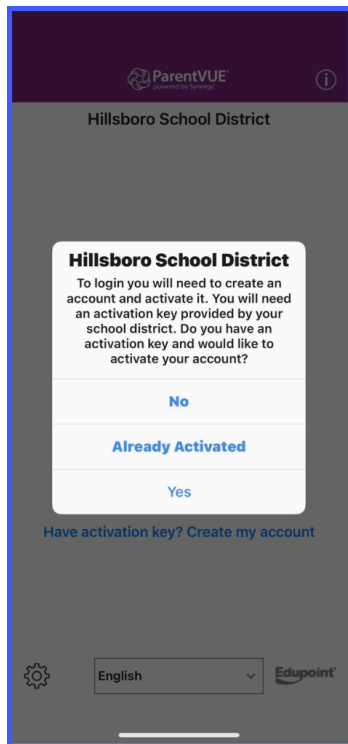 ParentVUE
powered by Synergy
Hillsboro School District
Hillsboro School District
To login you will need to create an
account and activate it. You will need
an activation key provided by your
school district. Do you have an
activation key and would like to
activate your account?
No
Already Activated
Yes
Have activation key? Create my account
English
Edupoint